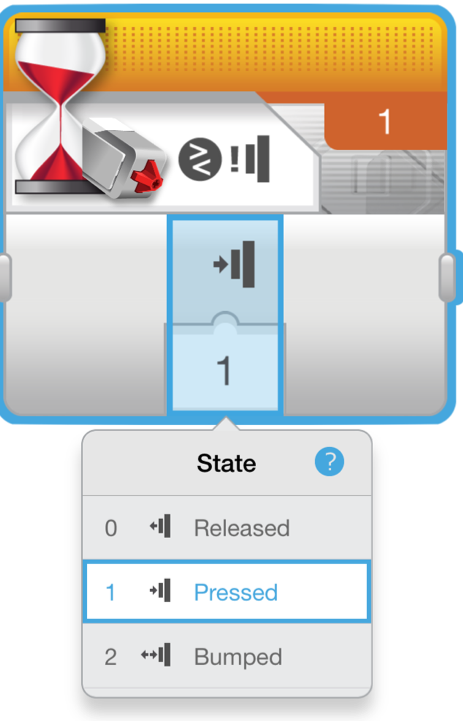 1
!
1
State ?
0 Released
1 Pressed
2 Bumped